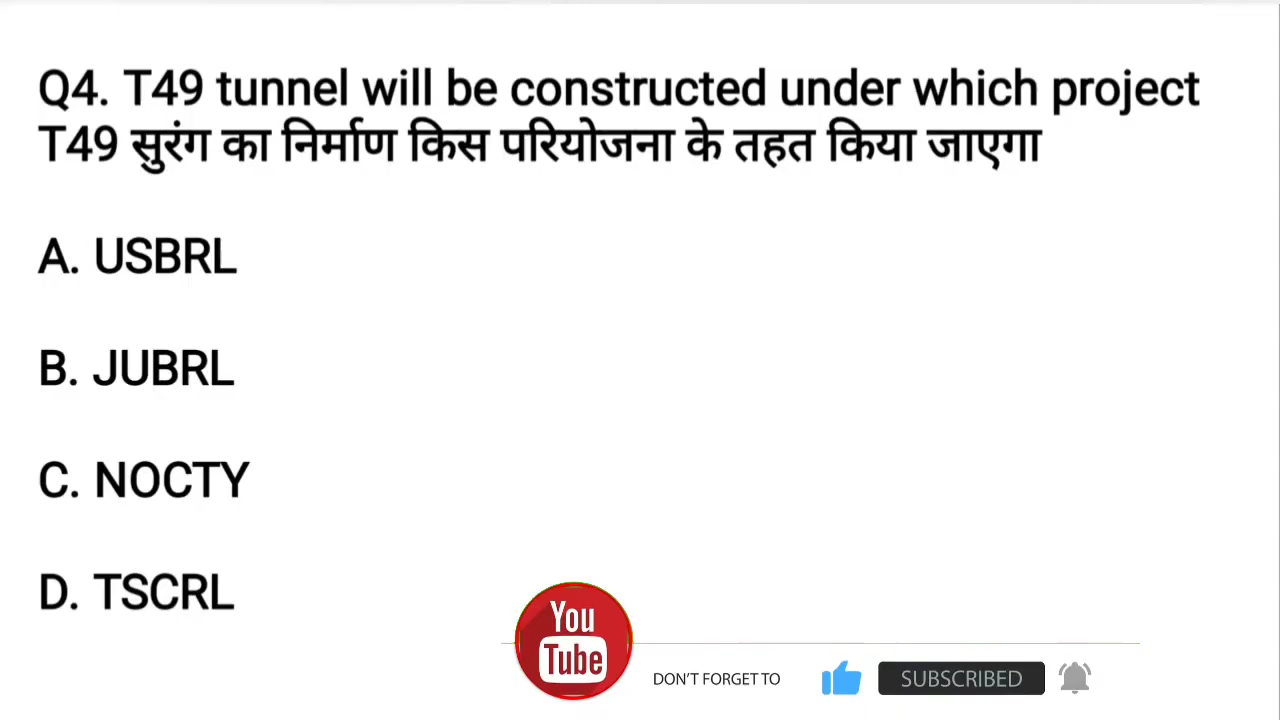 Q4. T49 tunnel will be constructed under which project
T49 सुरंग का निर्माण किस परियोजना के तहत किया जाएगा
A. USBRL
B. JUBRL
C. NOCTY
D. TSCRL
You
Tube
DON'T FORGET TO
SUBSCRIBED